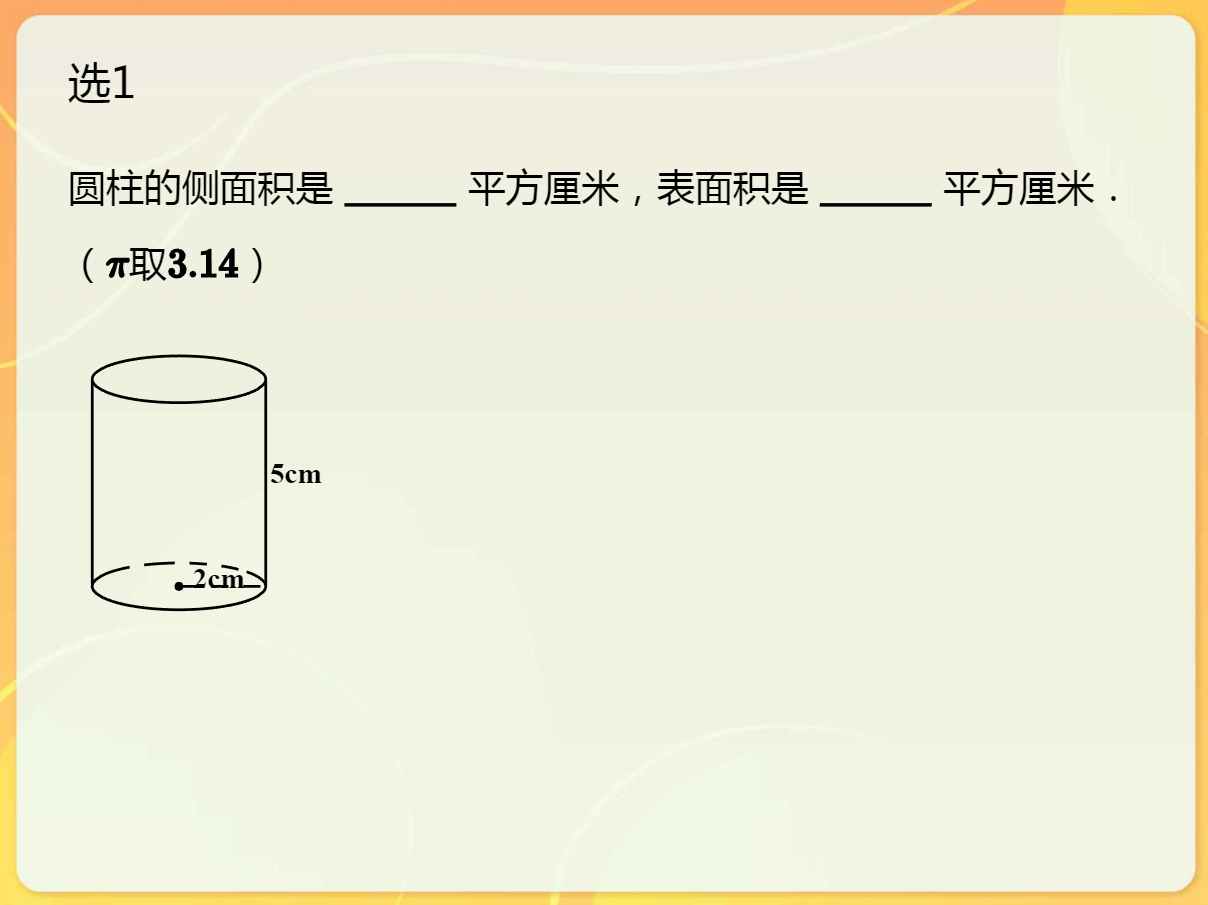 选1
圆柱的侧面积是 ______ 平方厘米，表面积是 ______ 平方厘米．
（π取3.14）
5cm
2cm